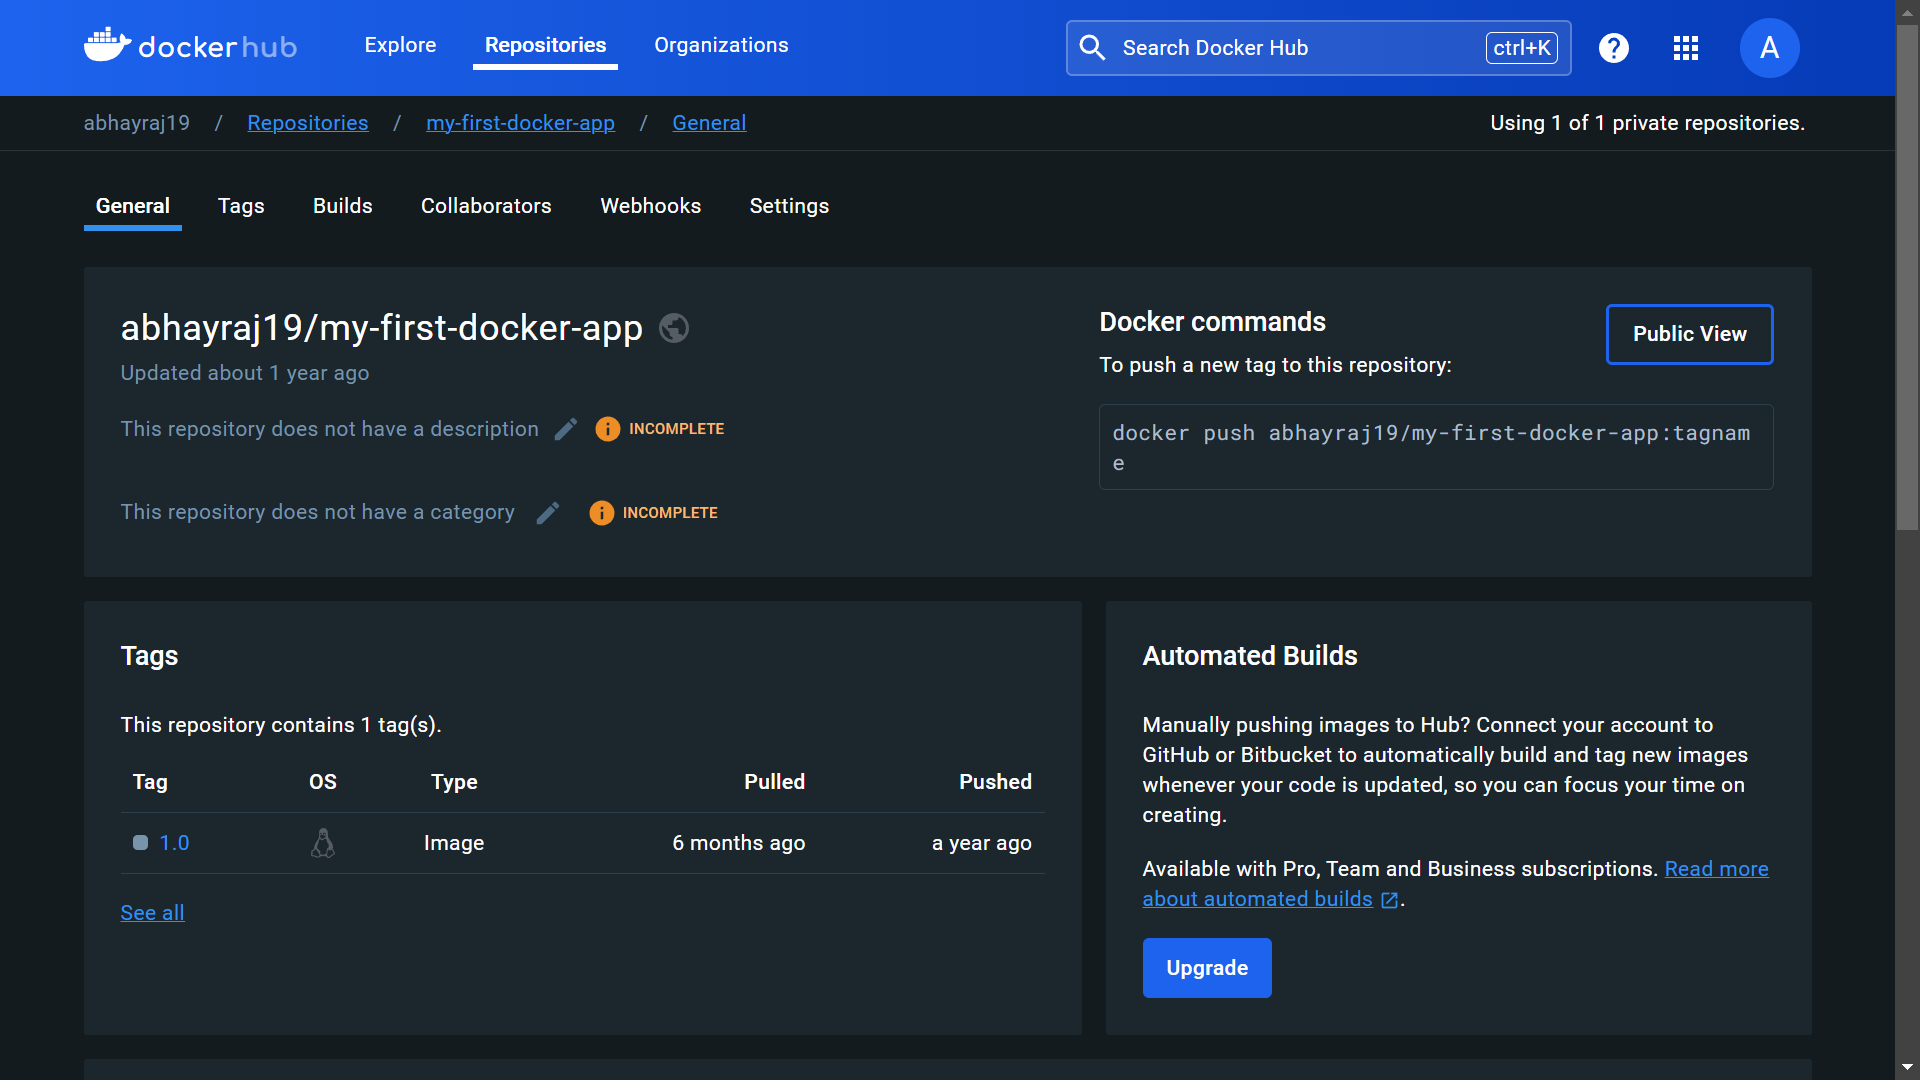 dockerhub
Explore
Repositories
Organizations
Search Docker Hub
ctrl+K
?
A
abhayraj19 / Repositories / my-first-docker-app / General
Using 1 of 1 private repositories.
General
Tags
Builds
Collaborators
Webhooks
Settings
abhayraj19/my-first-docker-app
Updated about 1 year ago
This repository does not have a description
INCOMPLETE
This repository does not have a category
INCOMPLETE
Docker commands
To push a new tag to this repository:
Public View
docker push abhayraj19/my-first-docker-app:tagnam
e
Tags
This repository contains 1 tag(s).
Tag OS Type Pulled Pushed
1.0 Image 6 months ago a year ago
See all
Automated Builds
Manually pushing images to Hub? Connect your account to
GitHub or Bitbucket to automatically build and tag new images
whenever your code is updated, so you can focus your time on
creating.
Available with Pro, Team and Business subscriptions. Read more
about automated builds .
Upgrade